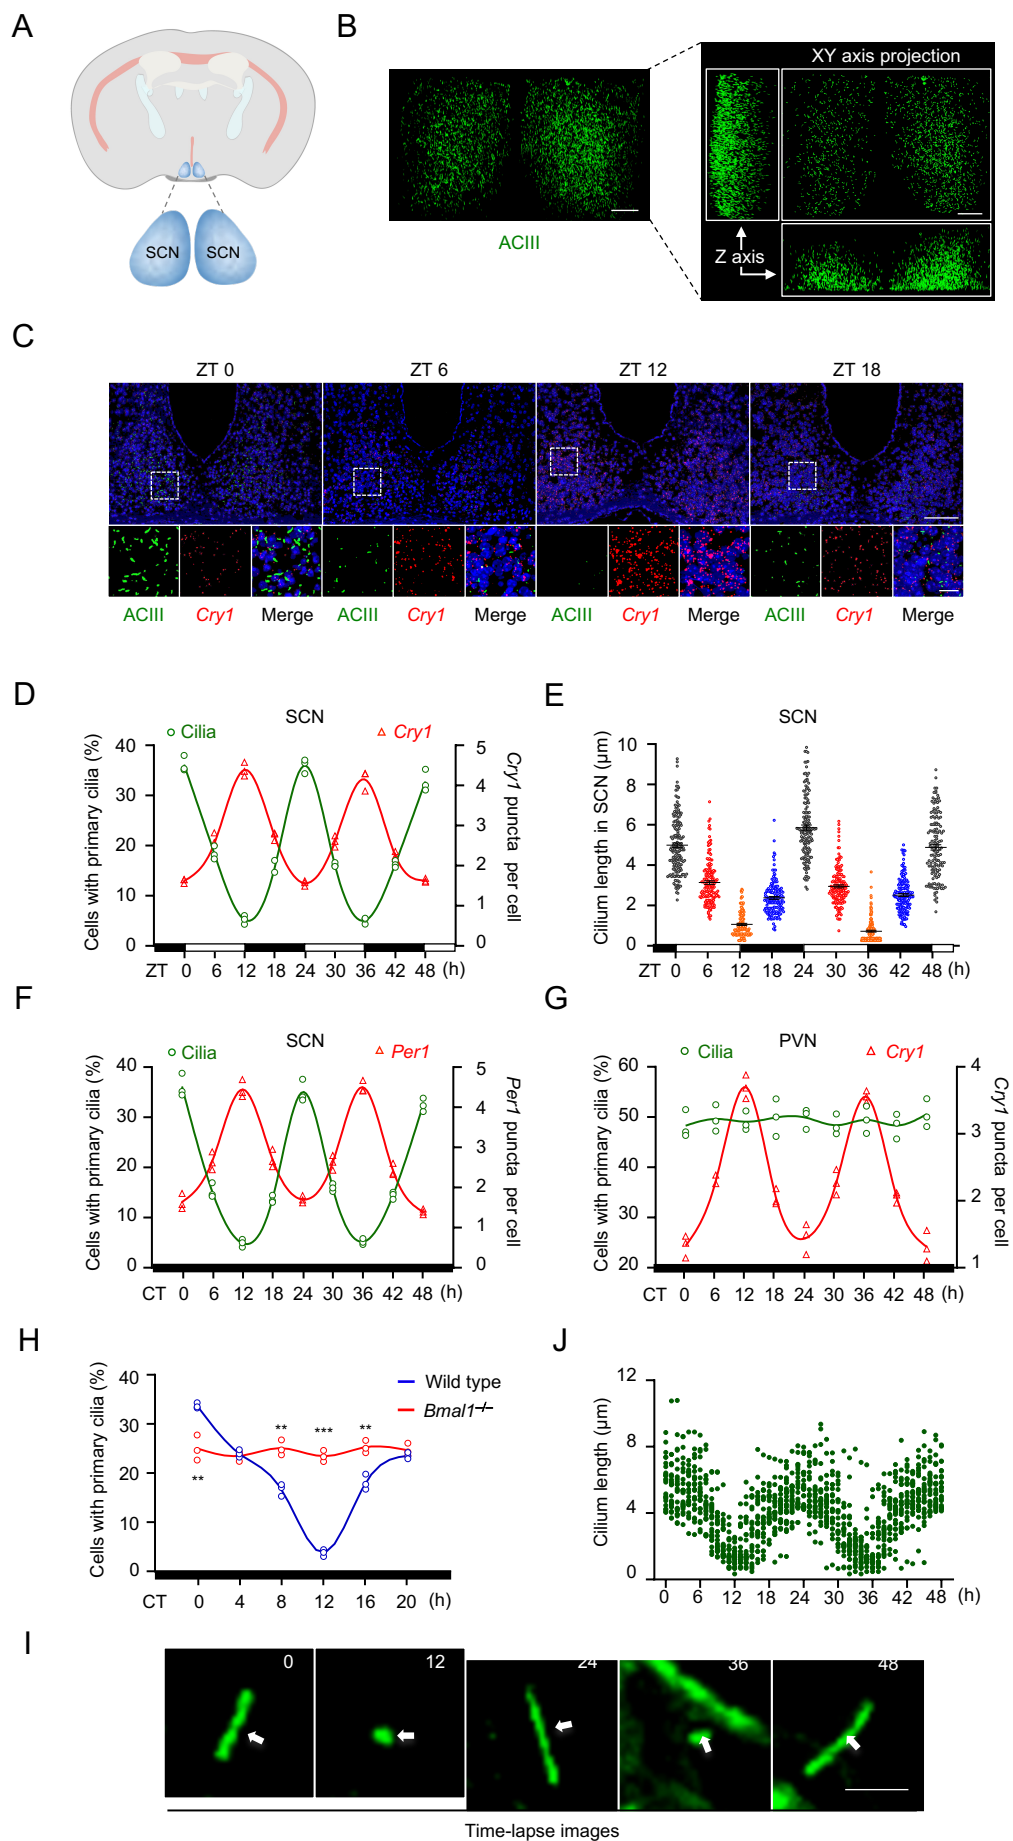 A
SCN
SCN
B
ACIII
XY axis projection
Z axis
C
ZT 0
ZT 6
ZT 12
ZT 18
ACIII
Cry1
Merge
ACIII
Cry1
Merge
ACIII
Cry1
Merge
ACIII
Cry1
Merge
D
SCN
Cilia
Cry1
Cells with primary cilia (%)
40
30
20
10
0
5
4
3
2
1
0
Cry1 puncta per cell
ZT 0 6 12 18 24 30 36 42 48 (h)
E
SCN
Cilium length in SCN (μm)
10
8
6
4
2
0
ZT 0 6 12 18 24 30 36 42 48 (h)
F
SCN
Cilia
Per1
Cells with primary cilia (%)
40
30
20
10
0
5
4
3
2
1
0
Per1 puncta per cell
CT 0 6 12 18 24 30 36 42 48 (h)
G
PVN
Cilia
Cry1
Cells with primary cilia (%)
60
50
40
30
20
4
3
2
1
Cry1 puncta per cell
CT 0 6 12 18 24 30 36 42 48 (h)
H
Wild type
Bmal1⁻/⁻
Cells with primary cilia (%)
40
30
20
10
0
**
**
***
**
CT 0 4 8 12 16 20 (h)
J
Cilium length (μm)
12
8
4
0
0 6 12 18 24 30 36 42 48 (h)
I
0
12
24
36
48
Time-lapse images